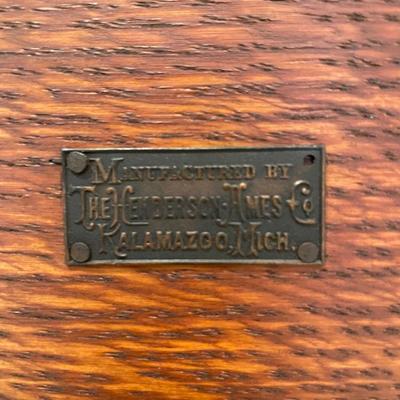 MANUFACTURED BY
THE HENDERSON-AMES CO
KALAMAZOO, MICH.